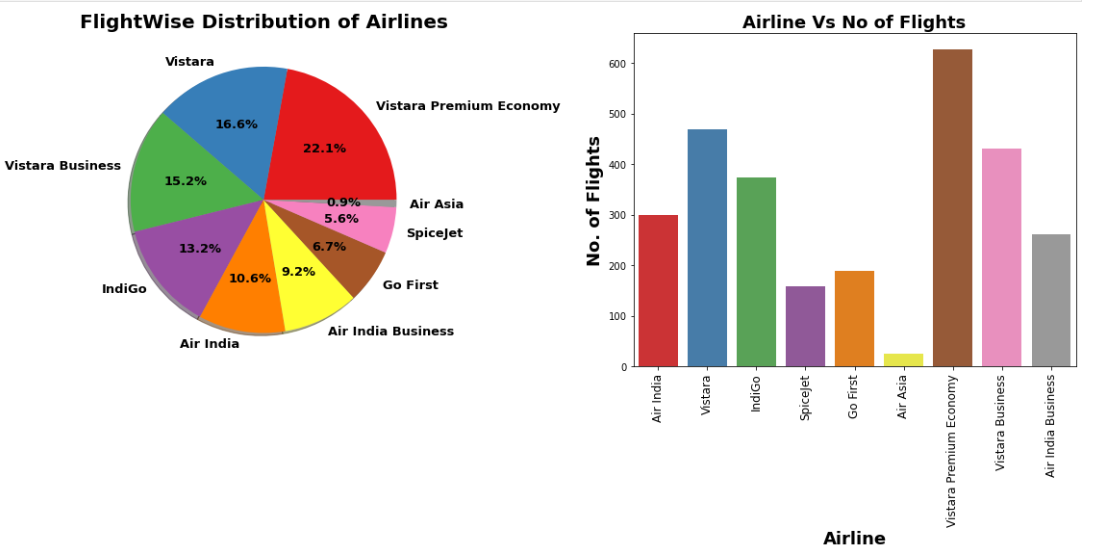 FlightWise Distribution of Airlines
Vistara
Vistara Premium Economy
16.6%
22.1%
Vistara Business
15.2%
0.9%
Air Asia
5.6%
SpiceJet
13.2%
6.7%
10.6%
9.2%
IndiGo
Go First
Air India Business
Air India
Airline Vs No of Flights
No. of Flights
600
500
400
300
200
100
0
Air India
Vistara
IndiGo
SpiceJet
Go First
Air Asia
Vistara Premium Economy
Vistara Business
Air India Business
Airline